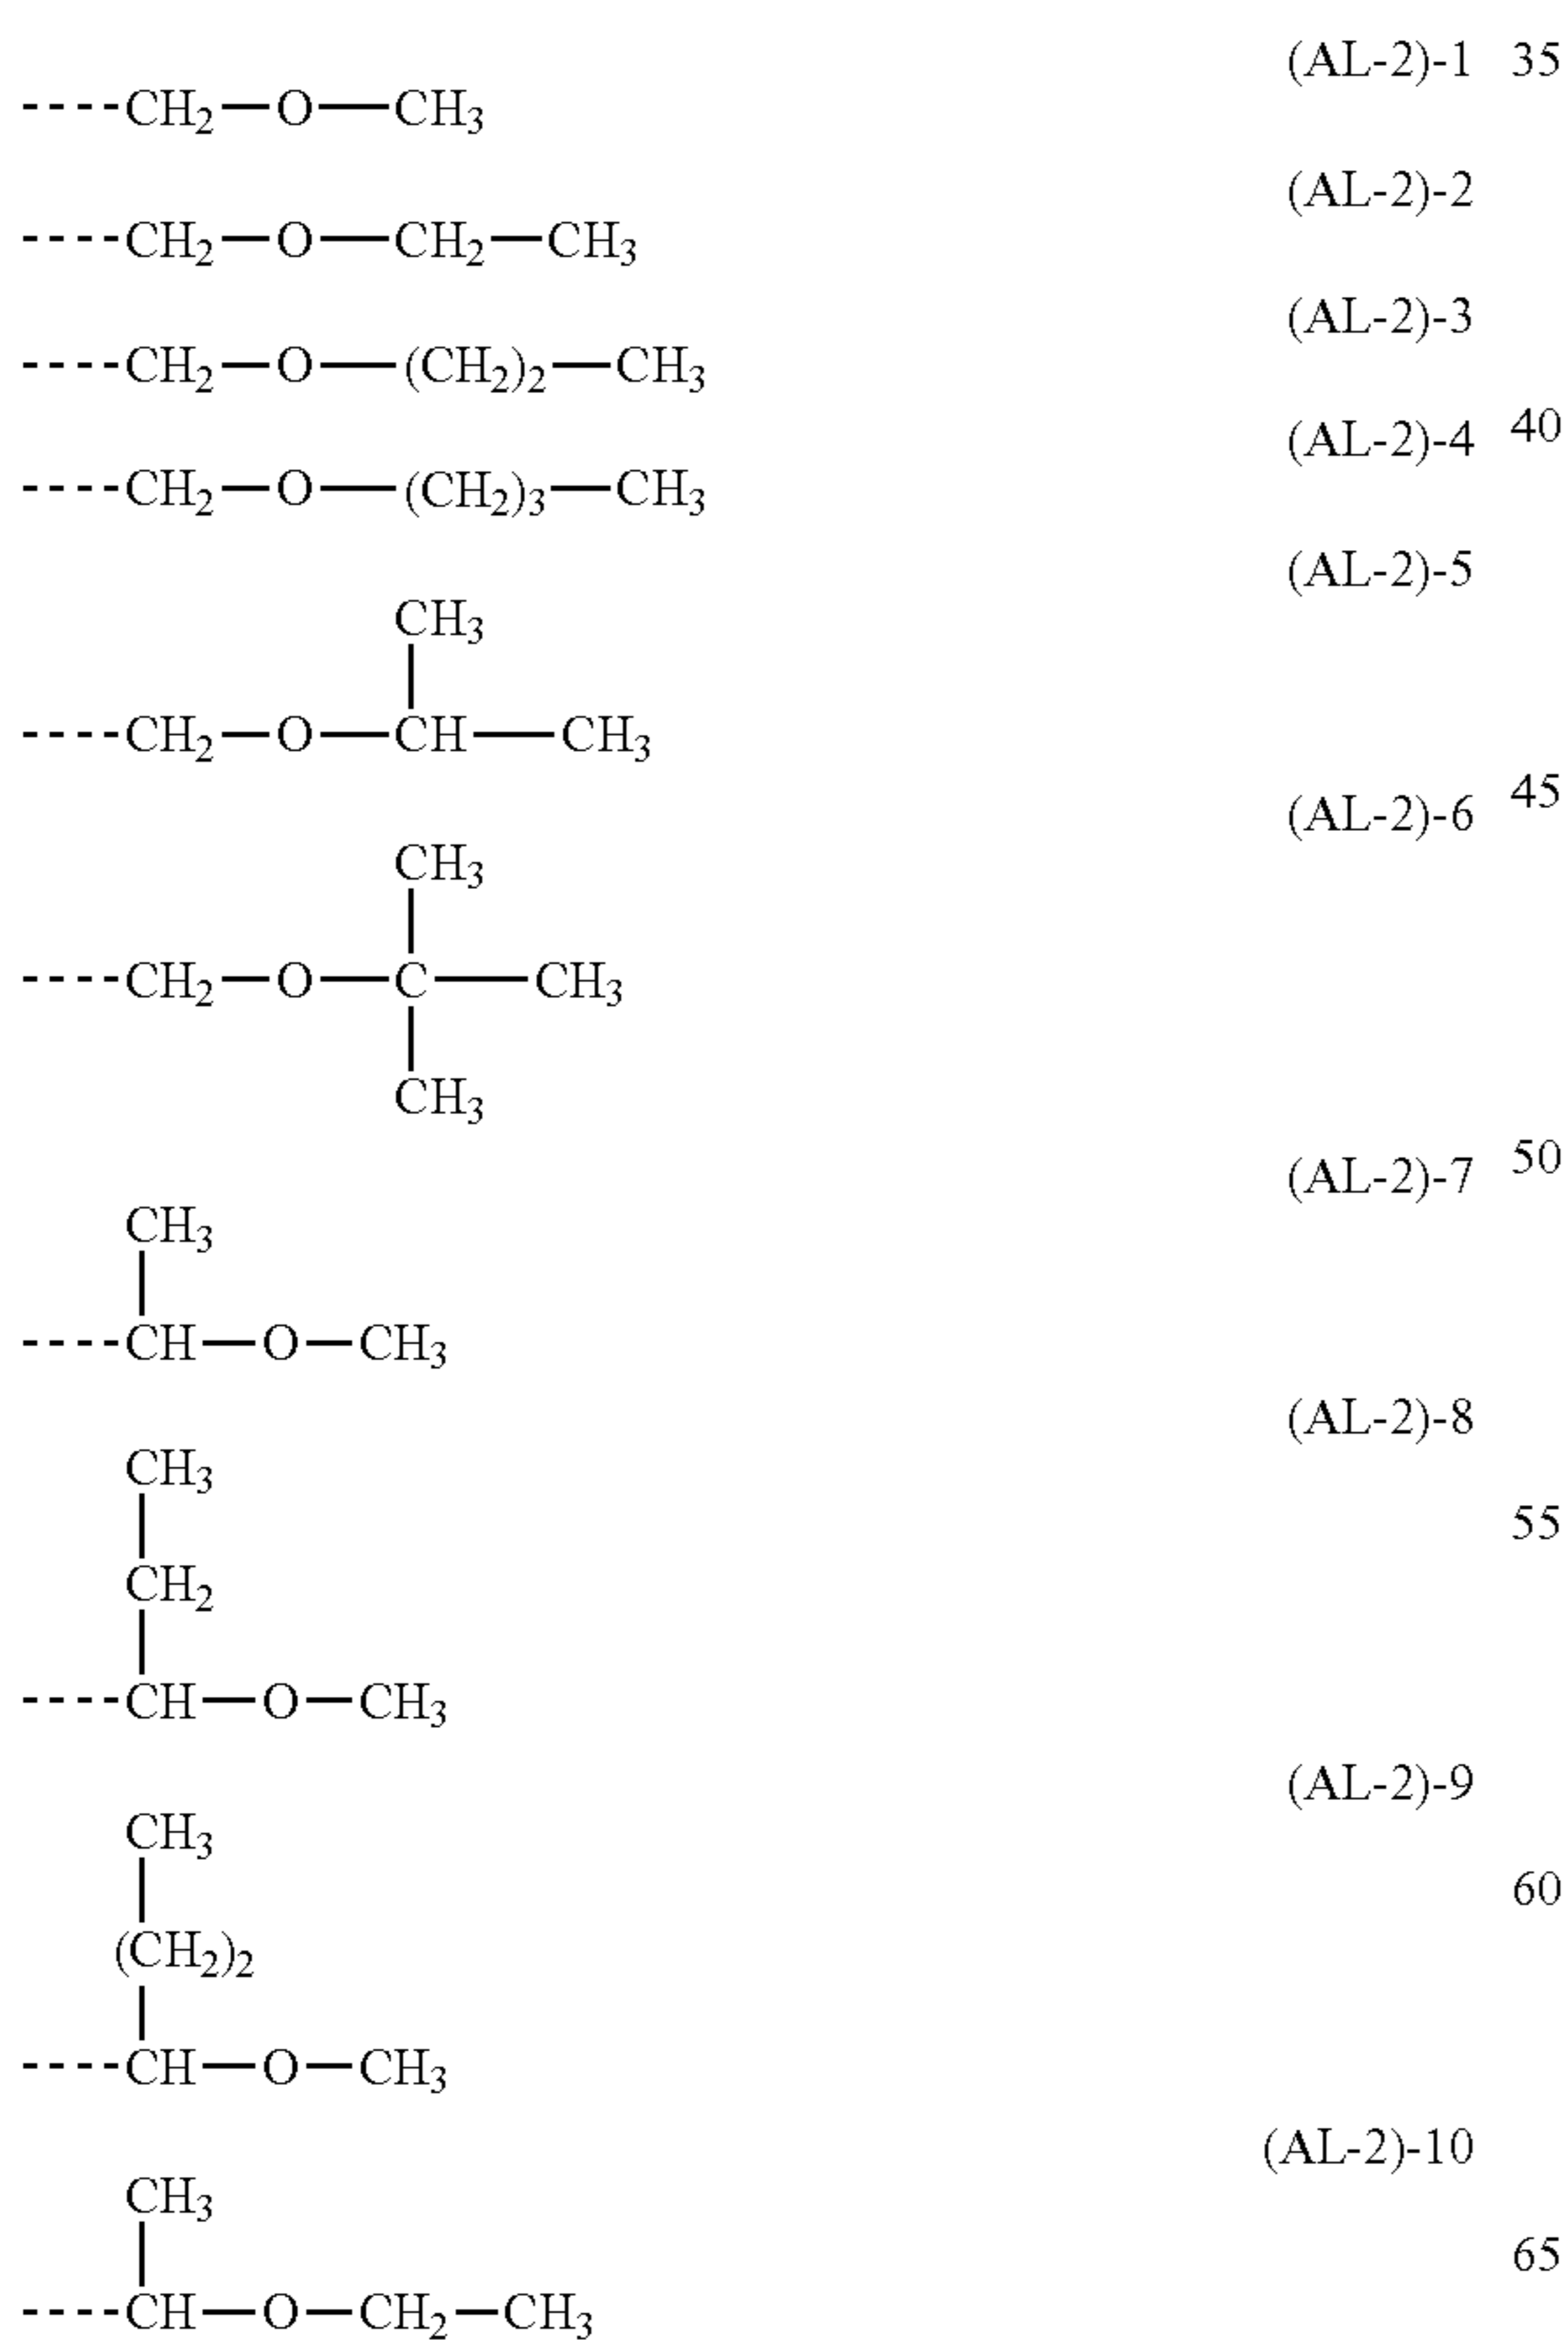 (AL-2)-1 35
----CH₂—O—CH₃
(AL-2)-2
----CH₂—O—CH₂—CH₃
(AL-2)-3
----CH₂—O—(CH₂)₂—CH₃
(AL-2)-4 40
----CH₂—O—(CH₂)₃—CH₃
(AL-2)-5
CH₃
----CH₂—O—CH—CH₃
45
(AL-2)-6
CH₃
----CH₂—O—C—CH₃
CH₃
(AL-2)-7 50
CH₃
----CH—O—CH₃
(AL-2)-8
CH₃
55
CH₂
----CH—O—CH₃
(AL-2)-9
CH₃
60
(CH₂)₂
----CH—O—CH₃
(AL-2)-10
CH₃
65
----CH—O—CH₂—CH₃